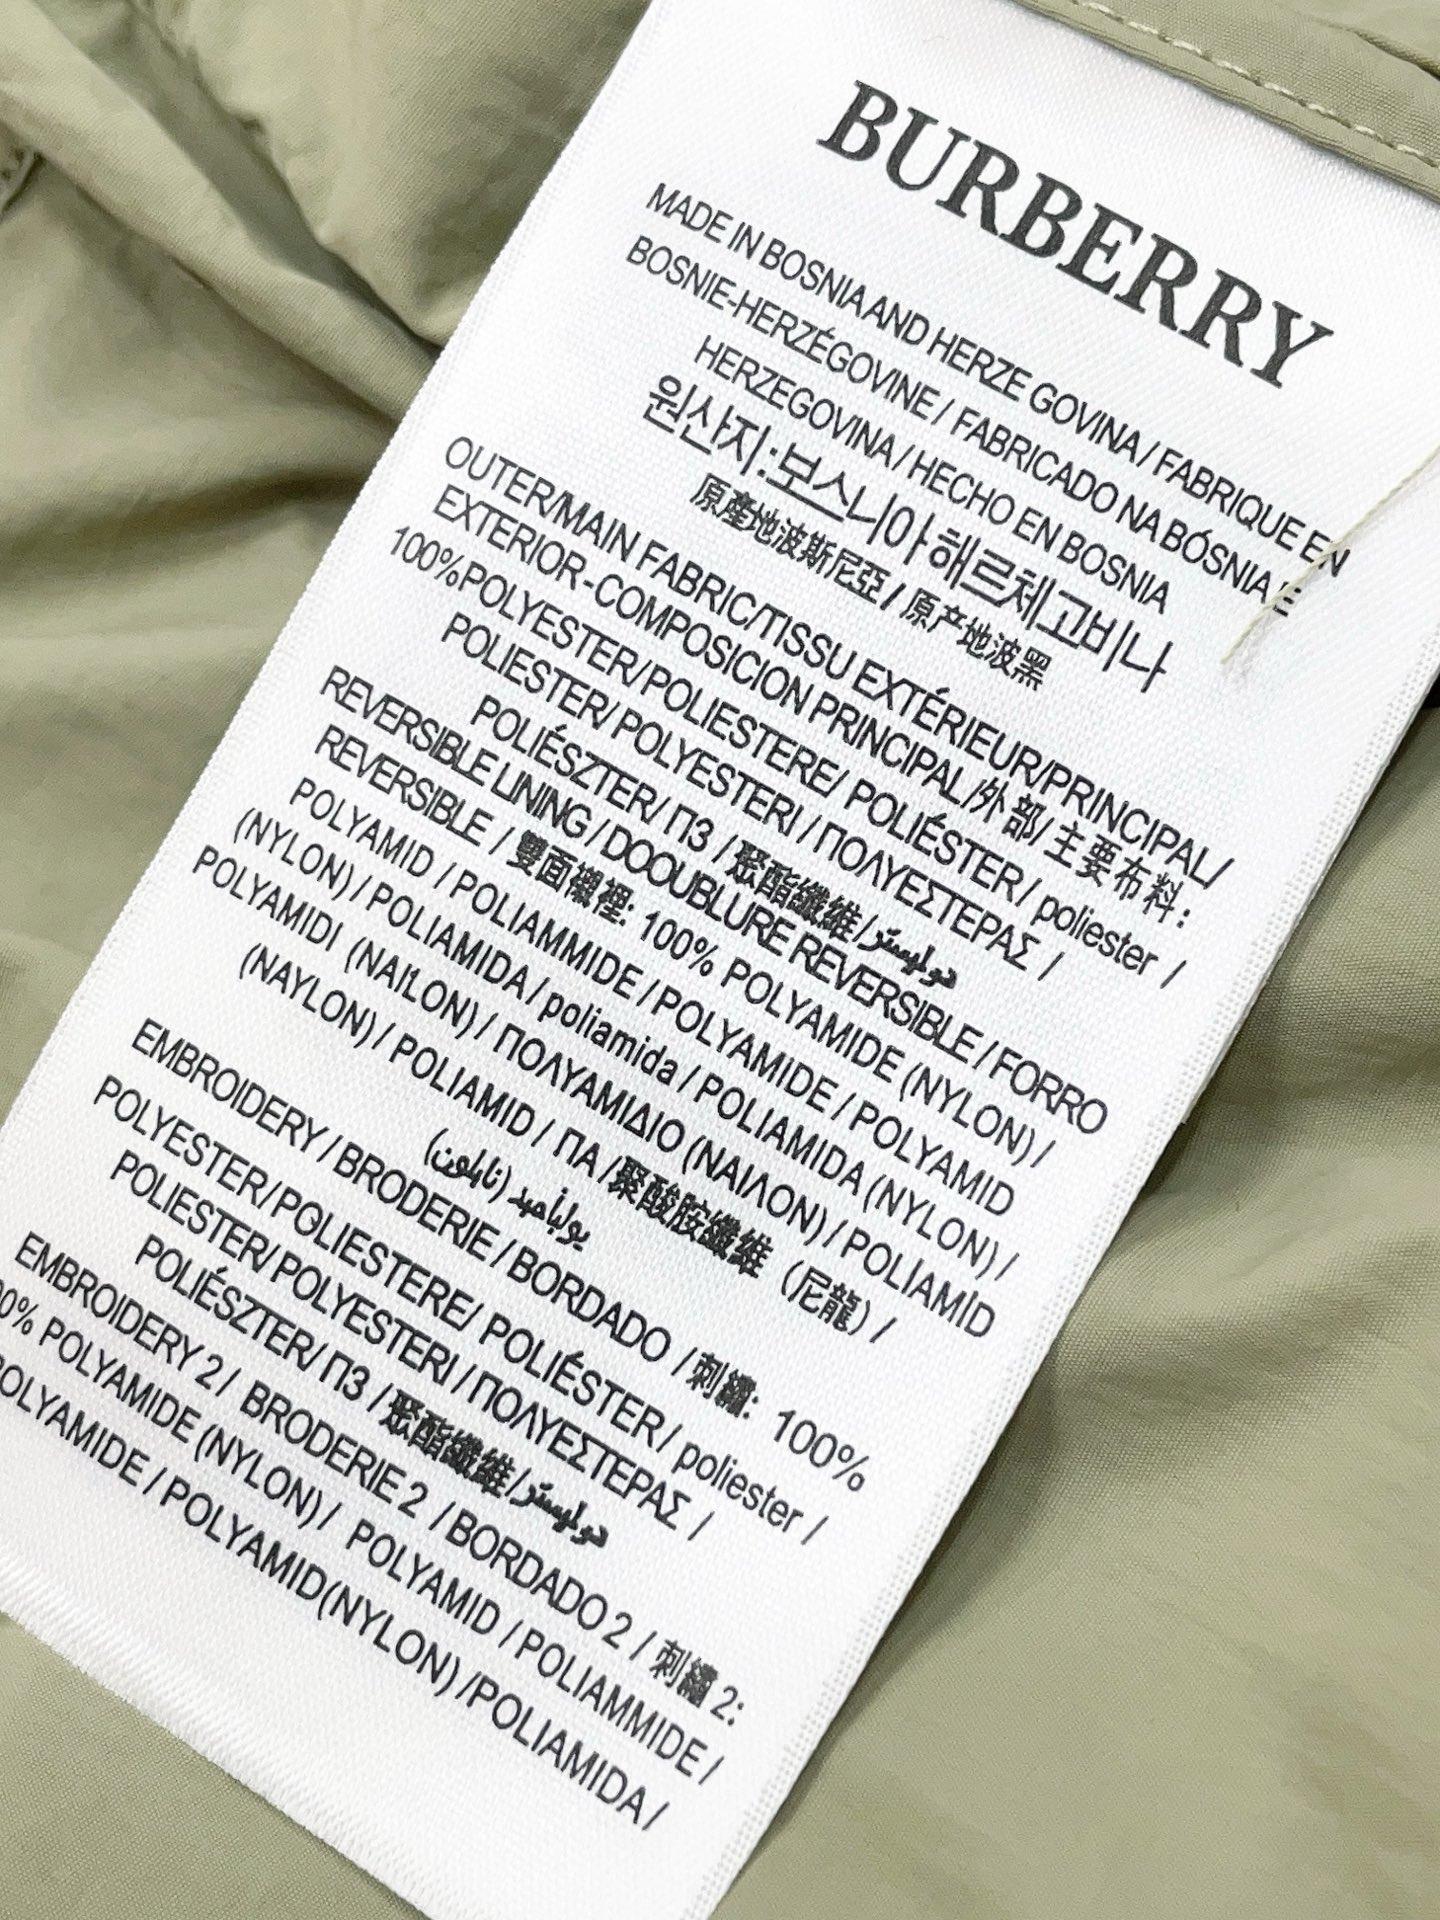 BURBERRY
MADE IN BOSNIA AND HERZE GOVINA / FABRIQUE EN
BOSNIE-HERZÉGOVINE / FABRICADO NA BÓSNIA E
HERZEGOVINA / HECHO EN BOSNIA
원산지:보스니아헤르체고비나
原產地波斯尼亞 / 原产地波黑
OUTER/MAIN FABRIC/TISSU EXTÉRIEUR/PRINCIPAL/
EXTERIOR-COMPOSICION PRINCIPAL/外部/主要布料:
100%POLYESTER/POLIESTERE/ POLIÉSTER/ poliester /
POLIESTER/ POLYESTERI / ΠΟΛΥΕΣΤΕΡΑΣ /
POLIÉSZTER/ ПЗ / 聚酯纖維/
REVERSIBLE LINING / DOOUBLURE REVERSIBLE / FORRO
REVERSIBLE / 雙面襯裡: 100% POLYAMIDE (NYLON) /
POLYAMID / POLIAMMIDE / POLYAMIDE / POLYAMID
(NYLON) / POLIAMIDA / poliamida / POLIAMIDA (NYLON) /
POLYAMIDI (NAILON) / ΠΟΛΥΑΜΙΔΙΟ (ΝΑΙΛΟΝ) / POLIAMID
(NAYLON) / POLIAMID / ПА /聚酸胺纖維 (尼龍) /
(نايلون)
EMBROIDERY / BRODERIE / BORDADO / 刺繡: 100%
POLYESTER/ POLIESTERE/ POLIÉSTER/ poliester /
POLIESTER/ POLYESTERI / ΠΟΛΥΕΣΤΕΡΑΣ /
POLIÉSZTER/ ПЗ / 聚酯纖維/
EMBROIDERY 2 / BRODERIE 2 / BORDADO 2 / 刺繡 2:
00% POLYAMIDE (NYLON) / POLYAMID / POLIAMMIDE /
POLYAMIDE / POLYAMID(NYLON) /POLIAMIDA /